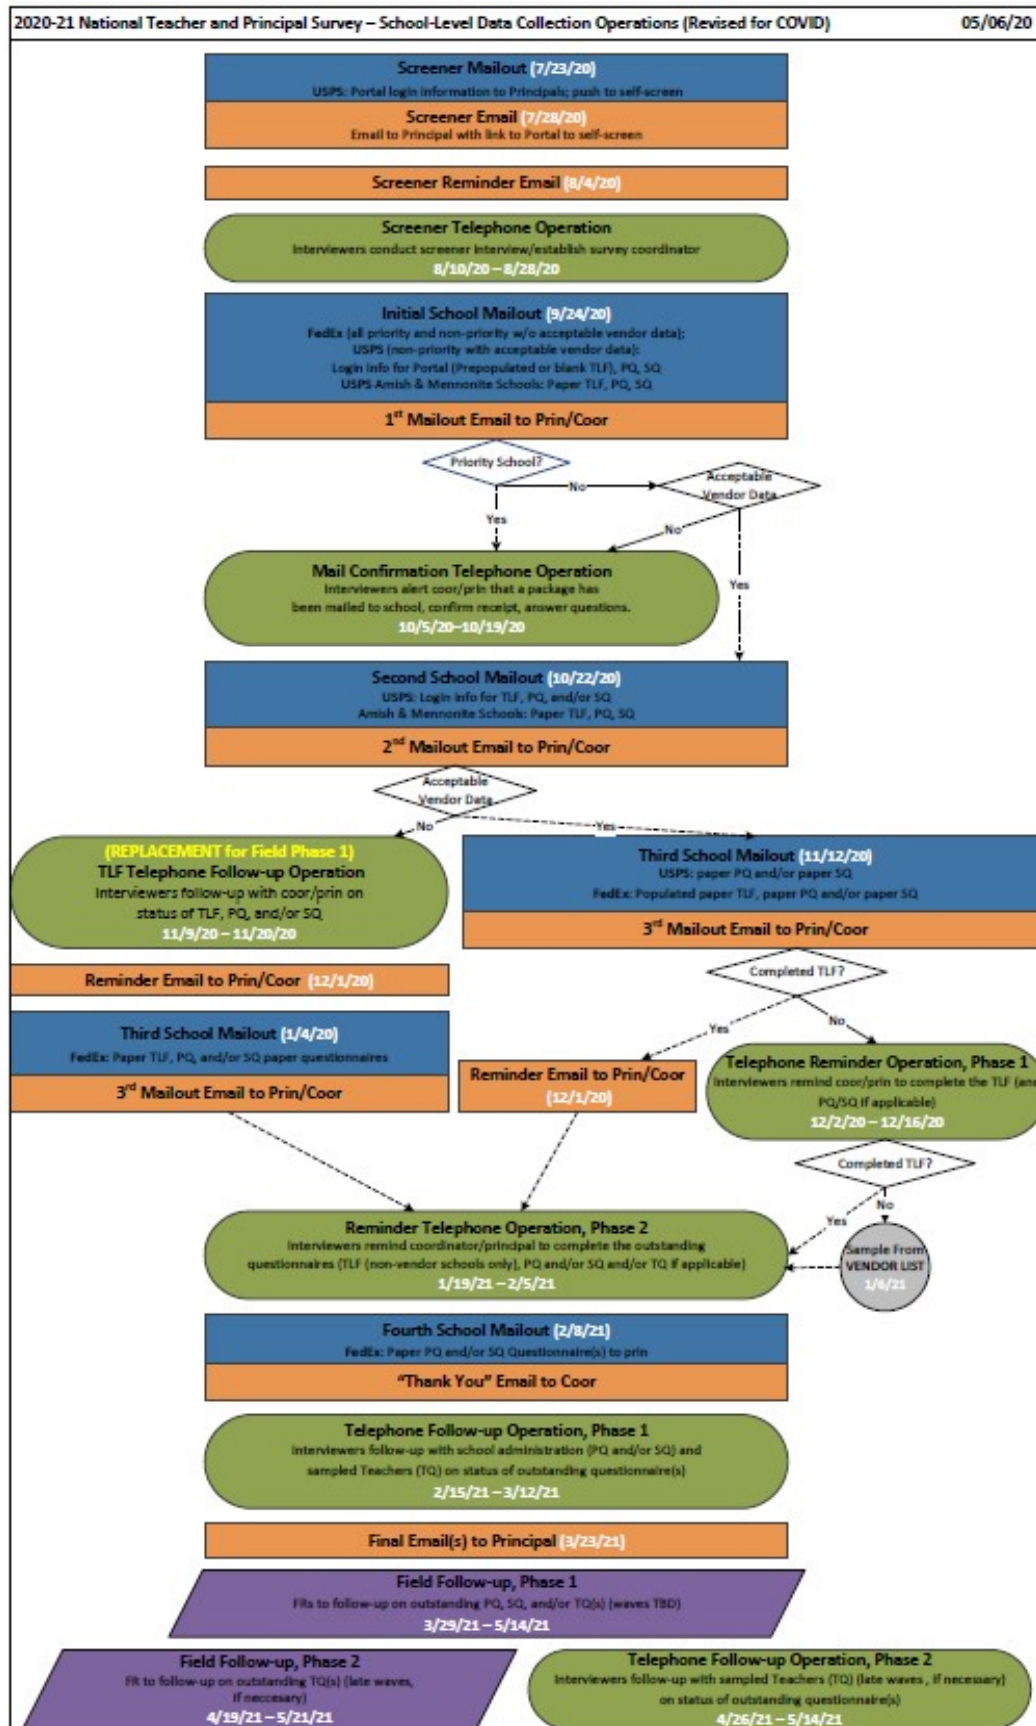 2020-21 National Teacher and Principal Survey – School-Level Data Collection Operations (Revised for COVID) 05/06/20
Screener Mailout (7/23/20)
USPS: Portal login information to Principals; push to self-screen
Screener Email (7/28/20)
Email to Principal with link to Portal to self-screen
Screener Reminder Email (8/4/20)
Screener Telephone Operation
Interviewers conduct screener interview/establish survey coordinator
8/10/20 – 8/28/20
Initial School Mailout (9/24/20)
FedEx (all priority and non-priority w/o acceptable vendor data);
USPS (non-priority with acceptable vendor data):
Login info for Portal (Prepopulated or blank TLF), PQ, SQ
USPS Amish & Mennonite Schools: Paper TLF, PQ, SQ
1st Mailout Email to Prin/Coor
Priority School?
No
Acceptable
Vendor Data
Yes
No
Yes
Mail Confirmation Telephone Operation
Interviewers alert coor/prin that a package has
been mailed to school, confirm receipt, answer questions.
10/5/20–10/19/20
Second School Mailout (10/22/20)
USPS: Login info for TLF, PQ, and/or SQ
Amish & Mennonite Schools: Paper TLF, PQ, SQ
2nd Mailout Email to Prin/Coor
Acceptable
Vendor Data
No
Yes
(REPLACEMENT for Field Phase 1)
TLF Telephone Follow-up Operation
Interviewers follow-up with coor/prin on
status of TLF, PQ, and/or SQ
11/9/20 – 11/20/20
Third School Mailout (11/12/20)
USPS: paper PQ and/or paper SQ
FedEx: Populated paper TLF, paper PQ and/or paper SQ
3rd Mailout Email to Prin/Coor
Reminder Email to Prin/Coor (12/1/20)
Completed TLF?
Yes
No
Third School Mailout (1/4/20)
FedEx: Paper TLF, PQ, and/or SQ paper questionnaires
3rd Mailout Email to Prin/Coor
Reminder Email to Prin/Coor
(12/1/20)
Telephone Reminder Operation, Phase 1
Interviewers remind coor/prin to complete the TLF (and
PQ/SQ if applicable)
12/2/20 – 12/16/20
Completed TLF?
Yes
No
Reminder Telephone Operation, Phase 2
Interviewers remind coordinator/principal to complete the outstanding
questionnaires (TLF (non-vendor schools only), PQ and/or SQ and/or TQ if applicable)
1/19/21 – 2/5/21
Sample From
VENDOR LIST
1/6/21
Fourth School Mailout (2/8/21)
FedEx: Paper PQ and/or SQ Questionnaire(s) to prin
“Thank You” Email to Coor
Telephone Follow-up Operation, Phase 1
Interviewers follow-up with school administration (PQ and/or SQ) and
sampled Teachers (TQ) on status of outstanding questionnaire(s)
2/15/21 – 3/12/21
Final Email(s) to Principal (3/23/21)
Field Follow-up, Phase 1
FRs to follow-up on outstanding PQ, SQ, and/or TQ(s) (waves TBD)
3/29/21 – 5/14/21
Field Follow-up, Phase 2
FR to follow-up on outstanding TQ(s) (late waves,
if neccesary)
4/19/21 – 5/21/21
Telephone Follow-up Operation, Phase 2
Interviewers follow-up with sampled Teachers (TQ) (late waves , if necessary)
on status of outstanding questionnaire(s)
4/26/21 – 5/14/21